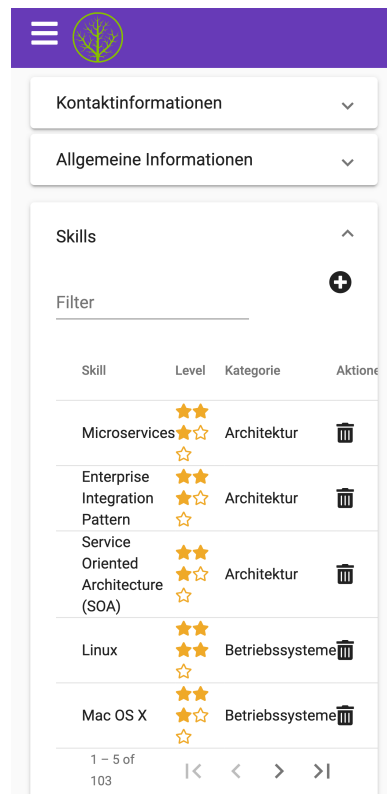 Kontaktinformationen
Allgemeine Informationen
Skills
Filter
Skill Level Kategorie Aktione
Microservices Architektur
Enterprise
Integration Architektur
Pattern
Service
Oriented
Architecture Architektur
(SOA)
Linux Betriebssysteme
Mac OS X Betriebssysteme
1 – 5 of
103